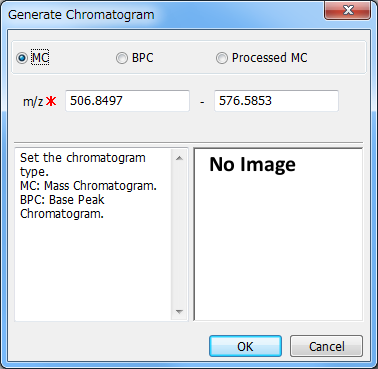 Generate Chromatogram
MC BPC Processed MC
m/z* 506.8497 - 576.5853
Set the chromatogram
type.
MC: Mass Chromatogram.
BPC: Base Peak
Chromatogram.
No Image
OK Cancel